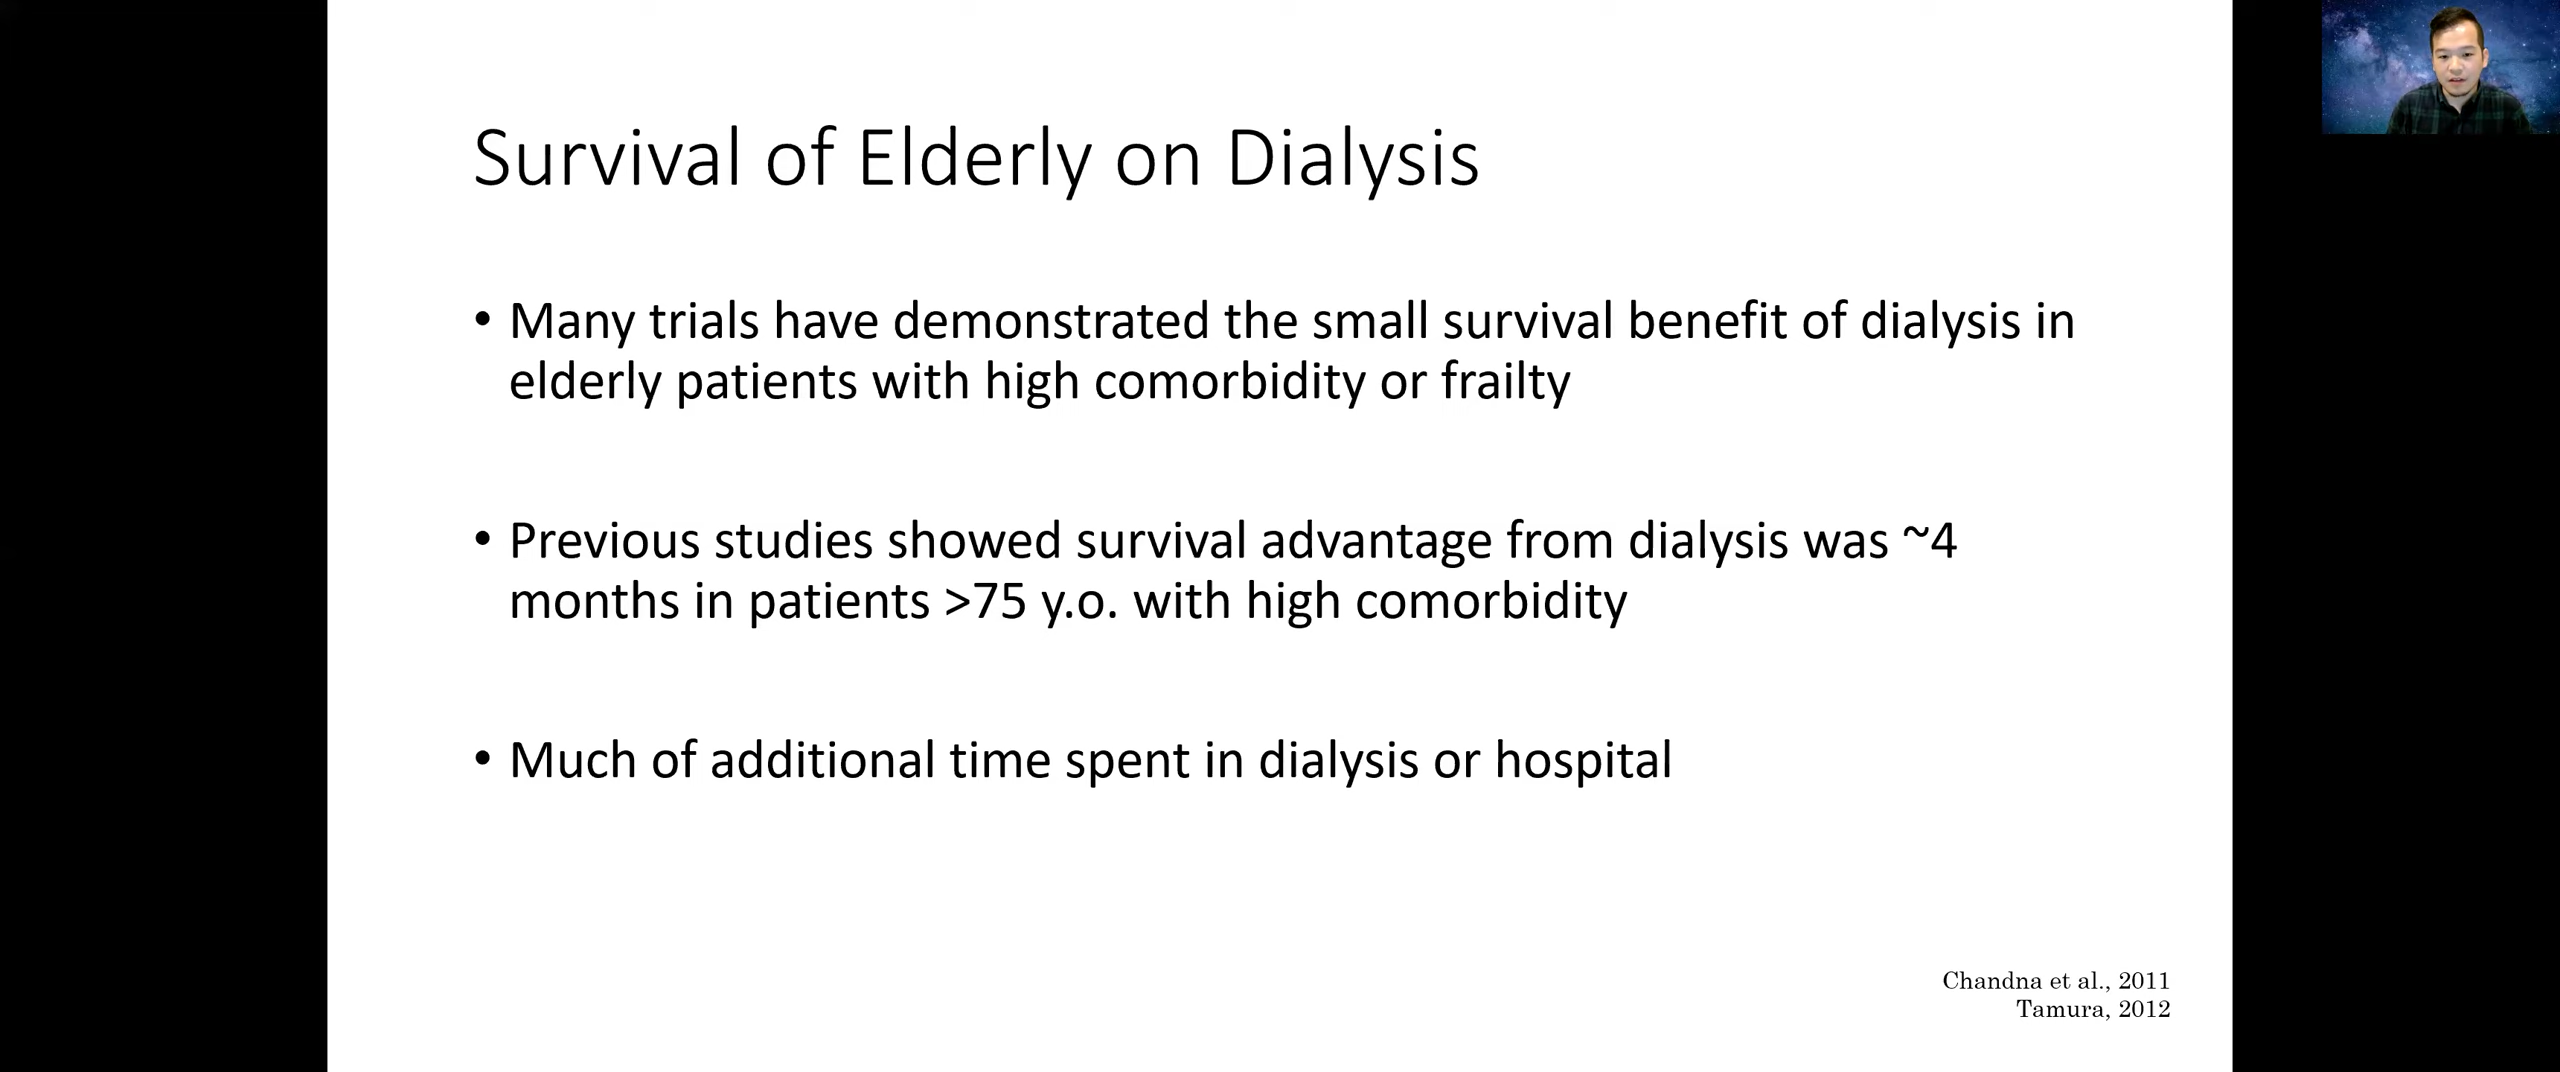 Survival of Elderly on Dialysis
• Many trials have demonstrated the small survival benefit of dialysis in
elderly patients with high comorbidity or frailty
• Previous studies showed survival advantage from dialysis was ~4
months in patients >75 y.o. with high comorbidity
• Much of additional time spent in dialysis or hospital
Chandna et al., 2011
Tamura, 2012